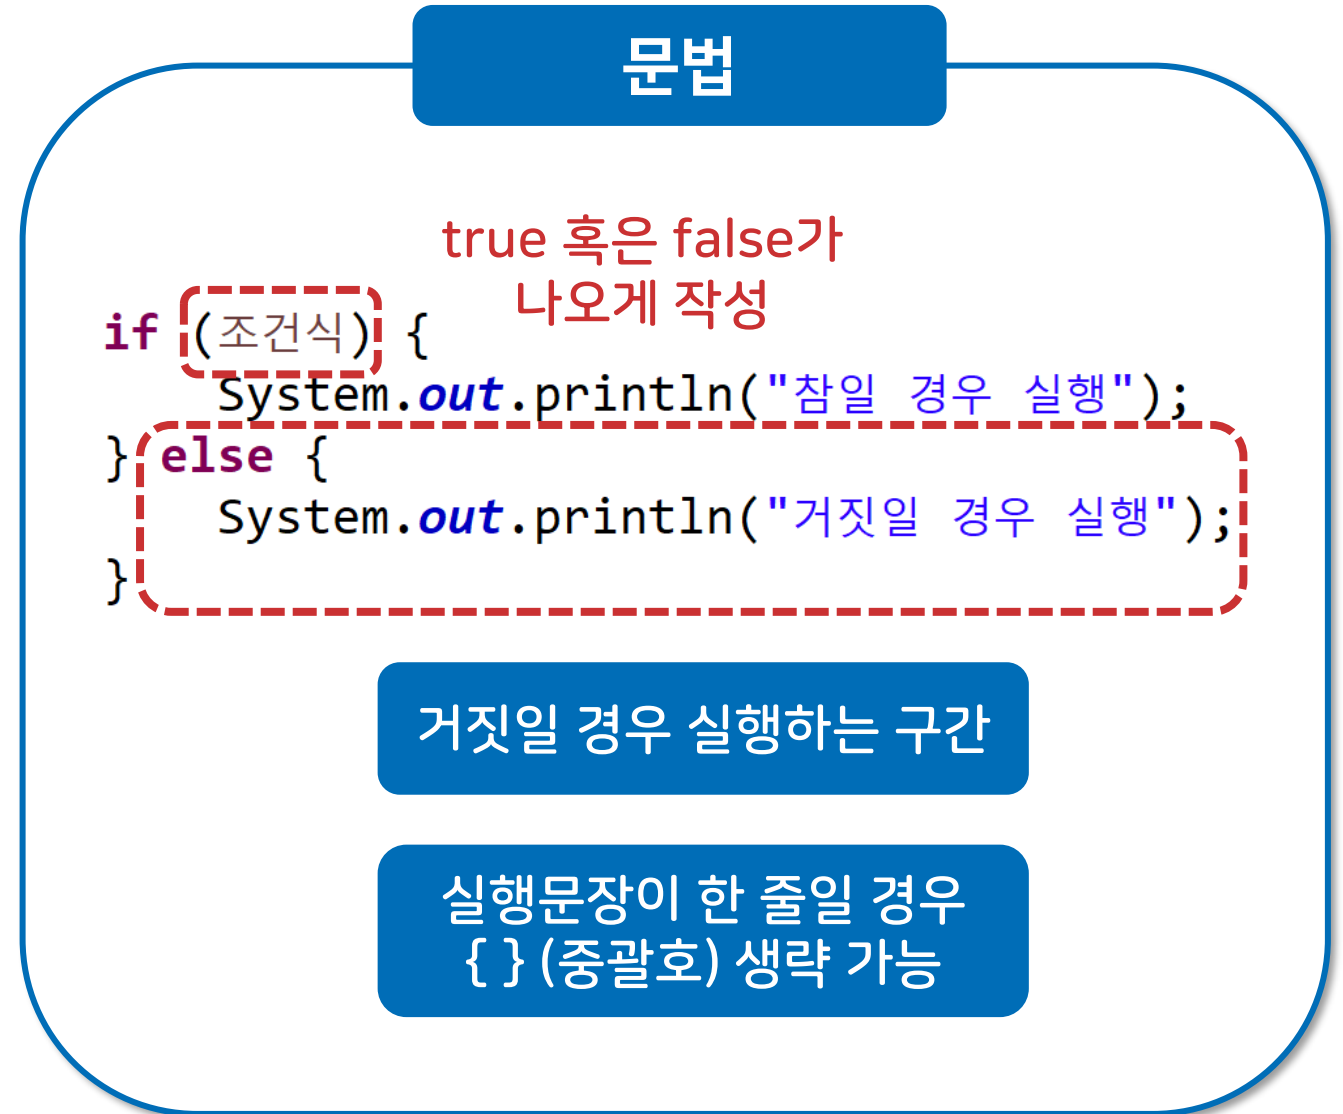 문법
true 혹은 false가
나오게 작성
if (조건식) {
System.out.println("참일 경우 실행");
} else {
System.out.println("거짓일 경우 실행");
}
거짓일 경우 실행하는 구간
실행문장이 한 줄일 경우
{ } (중괄호) 생략 가능